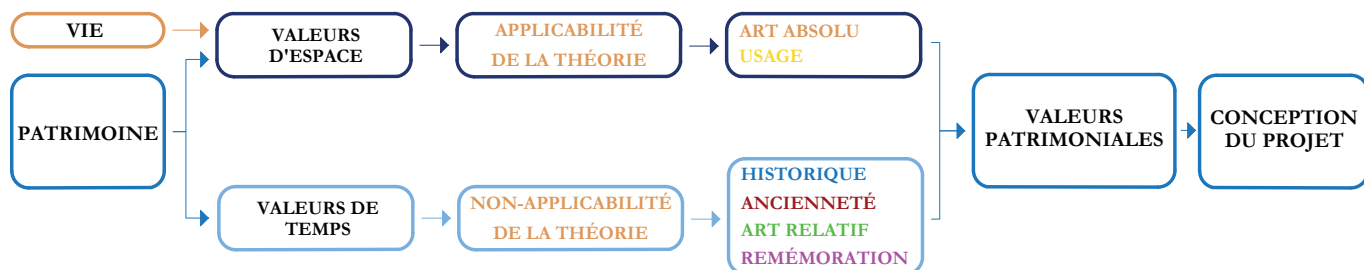 VIE
VALEURS
D'ESPACE
APPLICABILITÉ
DE LA THÉORIE
ART ABSOLU
USAGE
PATRIMOINE
VALEURS DE
TEMPS
NON-APPLICABILITÉ
DE LA THÉORIE
HISTORIQUE
ANCIENNETÉ
ART RELATIF
REMÉMORATION
VALEURS
PATRIMONIALES
CONCEPTION
DU PROJET